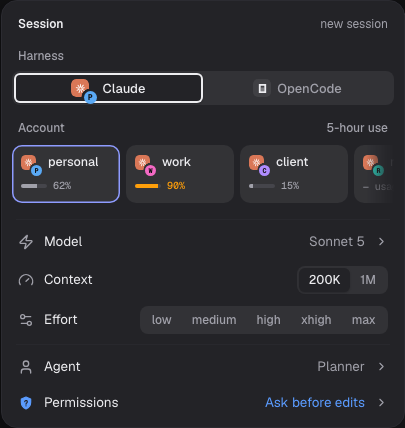 Session new session
Harness
P Claude OpenCode
Account 5-hour use
P personal W work C client R
62% 90% 15% — usa
Model Sonnet 5
Context 200K 1M
Effort low medium high xhigh max
Agent Planner
Permissions Ask before edits